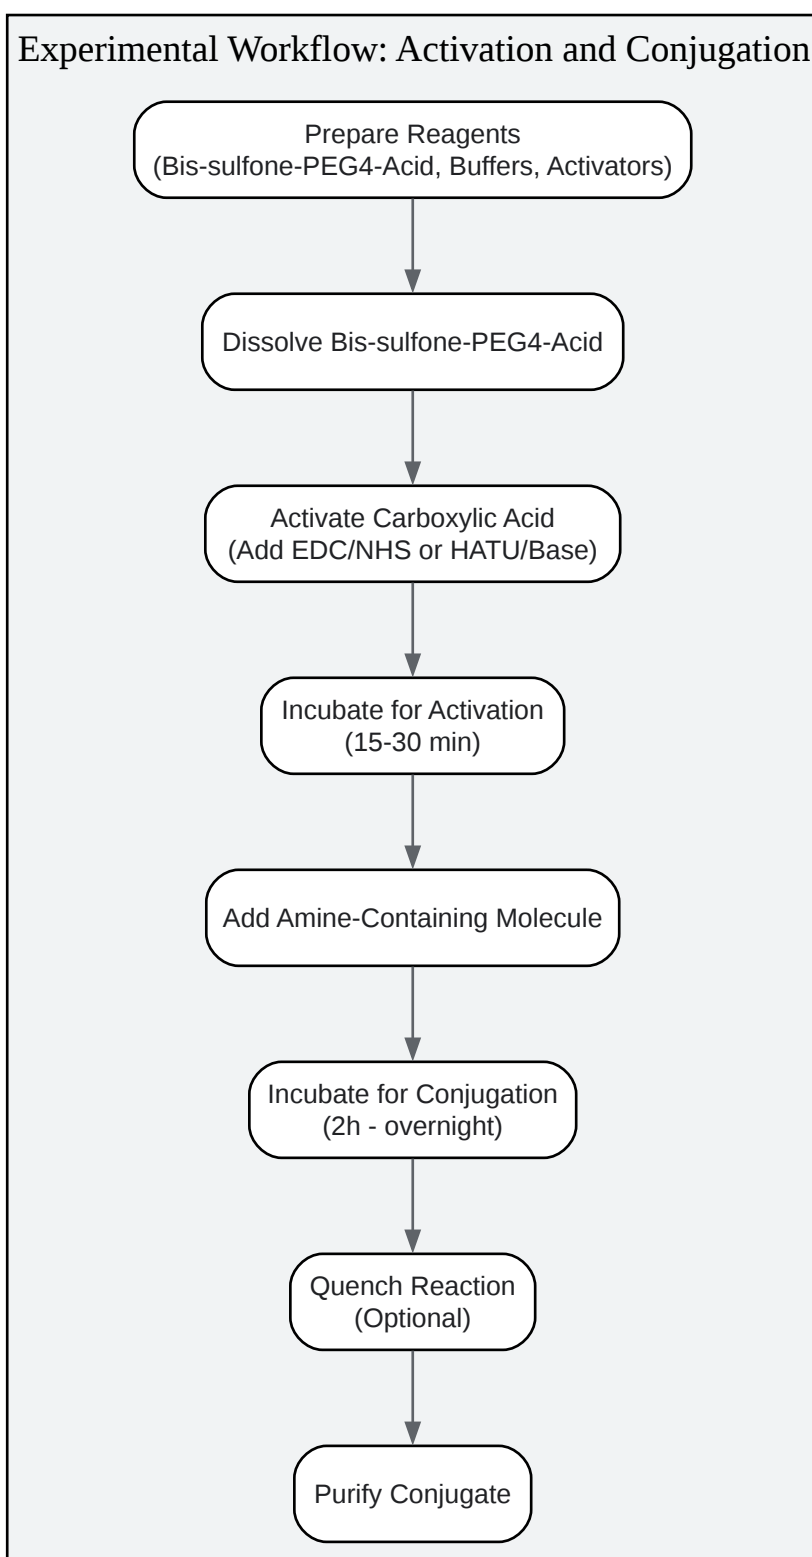 Experimental Workflow: Activation and Conjugation
Prepare Reagents
(Bis-sulfone-PEG4-Acid, Buffers, Activators)
Dissolve Bis-sulfone-PEG4-Acid
Activate Carboxylic Acid
(Add EDC/NHS or HATU/Base)
Incubate for Activation
(15-30 min)
Add Amine-Containing Molecule
Incubate for Conjugation
(2h - overnight)
Quench Reaction
(Optional)
Purify Conjugate